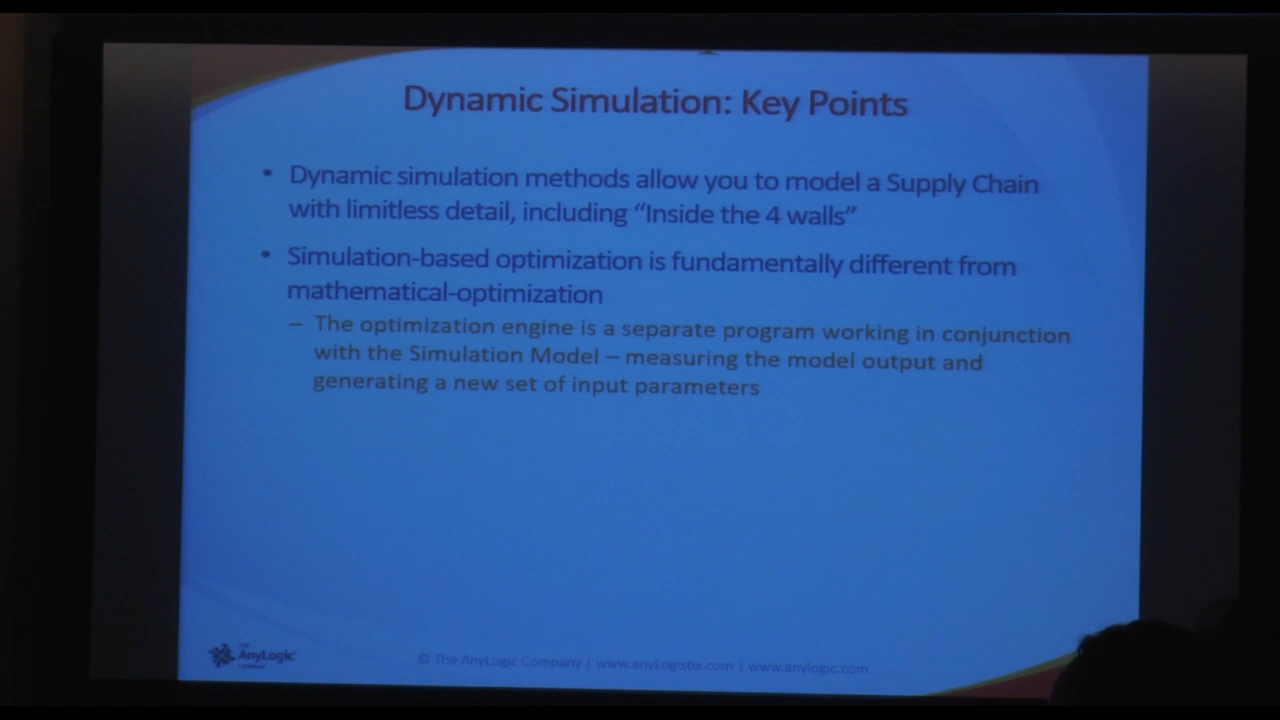 Dynamic Simulation: Key Points
• Dynamic simulation methods allow you to model a Supply Chain
with limitless detail, including “Inside the 4 walls”
• Simulation-based optimization is fundamentally different from
mathematical-optimization
– The optimization engine is a separate program working in conjunction
with the Simulation Model – measuring the model output and
generating a new set of input parameters
THE
AnyLogic
COMPANY
© The AnyLogic Company | www.anyLogistix.com | www.anylogic.com